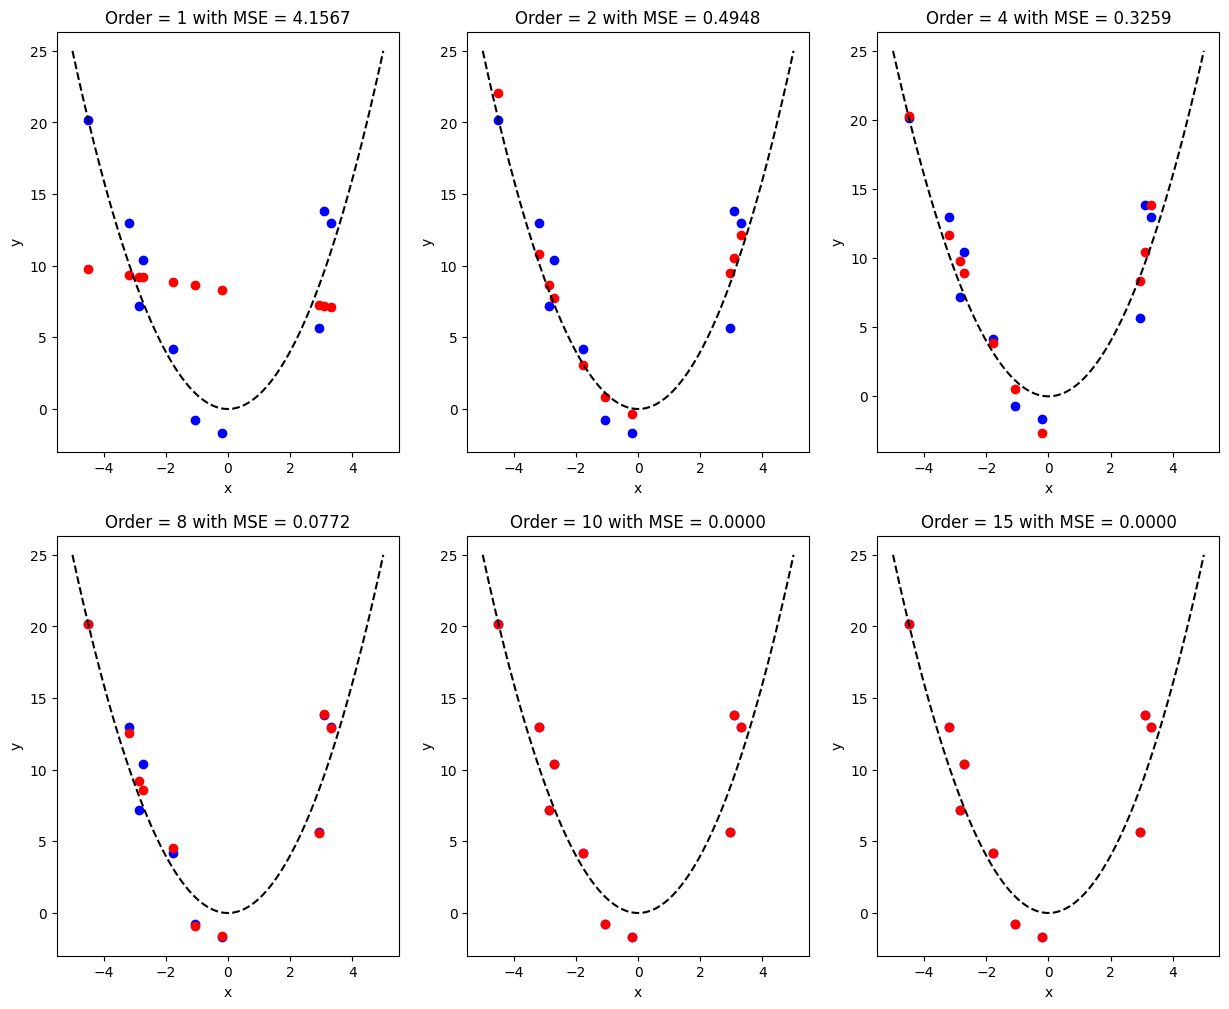 Order = 1 with MSE = 4.1567
Order = 2 with MSE = 0.4948
Order = 4 with MSE = 0.3259
25
20
15
10
5
0
y
−4 −2 0 2 4
x
25
20
15
10
5
0
y
−4 −2 0 2 4
x
25
20
15
10
5
0
y
−4 −2 0 2 4
x
Order = 8 with MSE = 0.0772
Order = 10 with MSE = 0.0000
Order = 15 with MSE = 0.0000
25
20
15
10
5
0
y
−4 −2 0 2 4
x
25
20
15
10
5
0
y
−4 −2 0 2 4
x
25
20
15
10
5
0
y
−4 −2 0 2 4
x